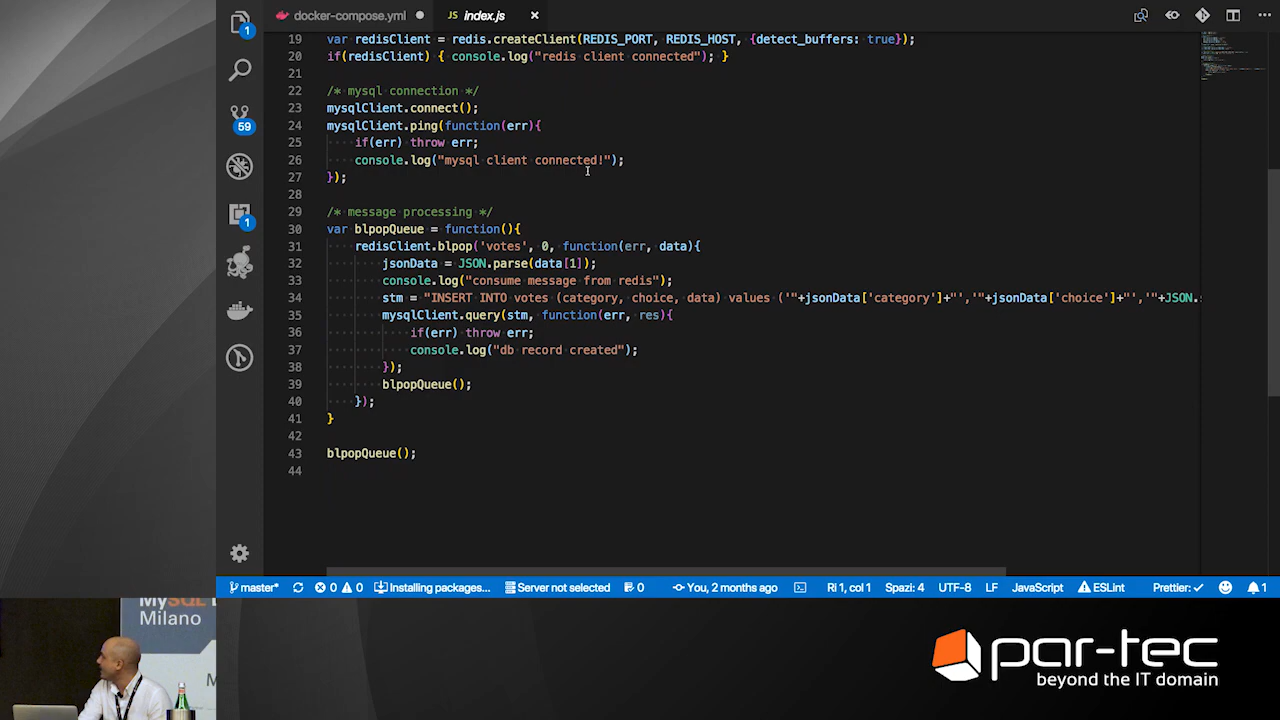 docker-compose.yml
JS index.js
1
59
1
19 var redisClient = redis.createClient(REDIS_PORT, REDIS_HOST, {detect_buffers: true});
20 if(redisClient) { console.log("redis client connected"); }
21
22 /* mysql connection */
23 mysqlClient.connect();
24 mysqlClient.ping(function(err){
25 if(err) throw err;
26 console.log("mysql client connected!");
27 });
28
29 /* message processing */
30 var blpopQueue = function(){
31 redisClient.blpop('votes', 0, function(err, data){
32 jsonData = JSON.parse(data[1]);
33 console.log("consume message from redis");
34 stm = "INSERT INTO votes (category, choice, data) values ('"+jsonData['category']+"','"+jsonData['choice']+"','"+JSON.
35 mysqlClient.query(stm, function(err, res){
36 if(err) throw err;
37 console.log("db record created");
38 });
39 blpopQueue();
40 });
41 }
42
43 blpopQueue();
44
master* 0 0 Installing packages... Server not selected 0 You, 2 months ago Ri 1, col 1 Spazi: 4 UTF-8 LF JavaScript ESLint Prettier: ✓ 1
MySQL
Milano
M
par-tec
beyond the IT domain